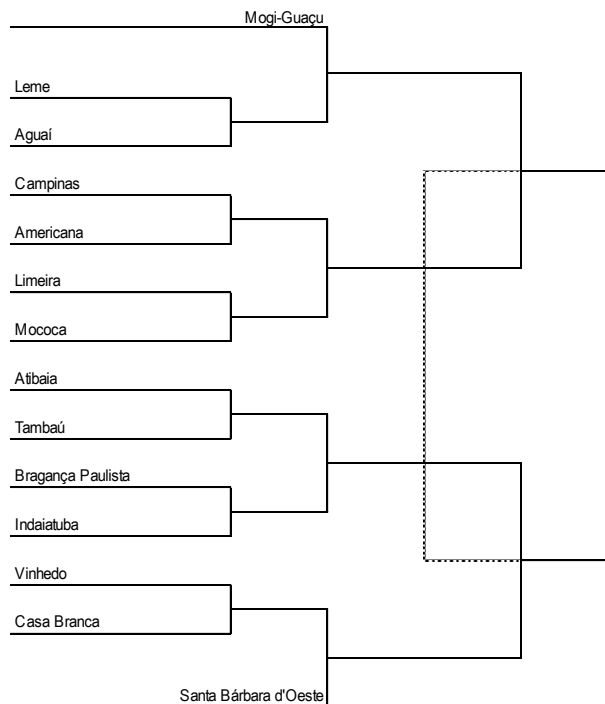 Mogi-Guaçu
Leme
Aguaí
Campinas
Americana
Limeira
Mococa
Atibaia
Tambaú
Bragança Paulista
Indaiatuba
Vinhedo
Casa Branca
Santa Bárbara d'Oeste